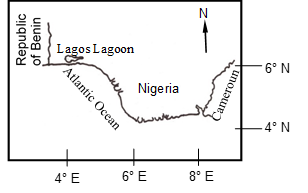 N
Republic
of Benin
Lagos Lagoon
Atlantic Ocean
Nigeria
Cameroun
6° N
4° N
4° E
6° E
8° E